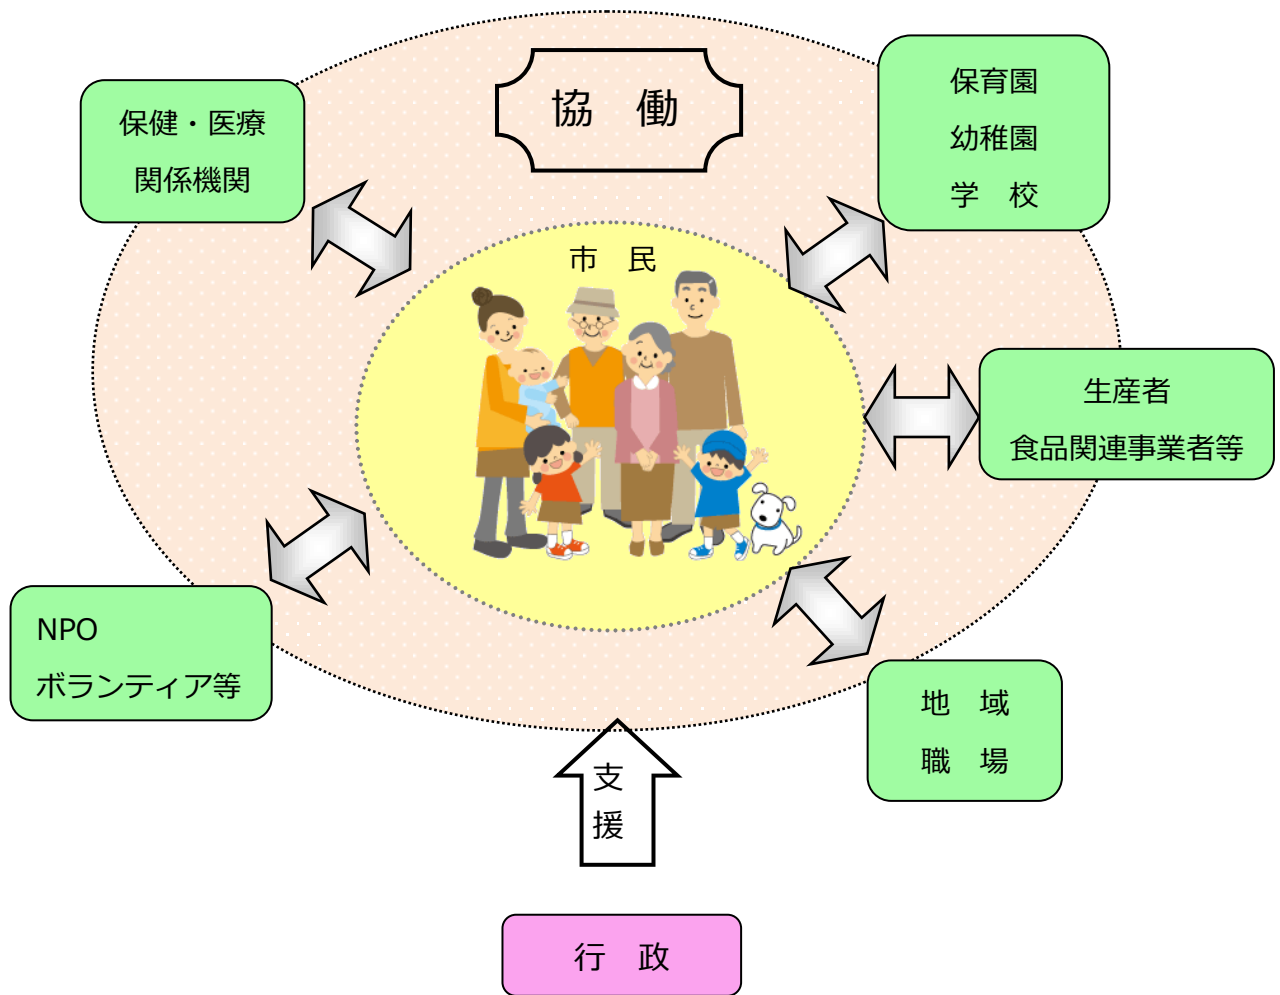 協　働
保健・医療
関係機関
保育園
幼稚園
学　校
市　民
生産者
食品関連事業者等
NPO
ボランティア等
地　域
職　場
支
援
行　政